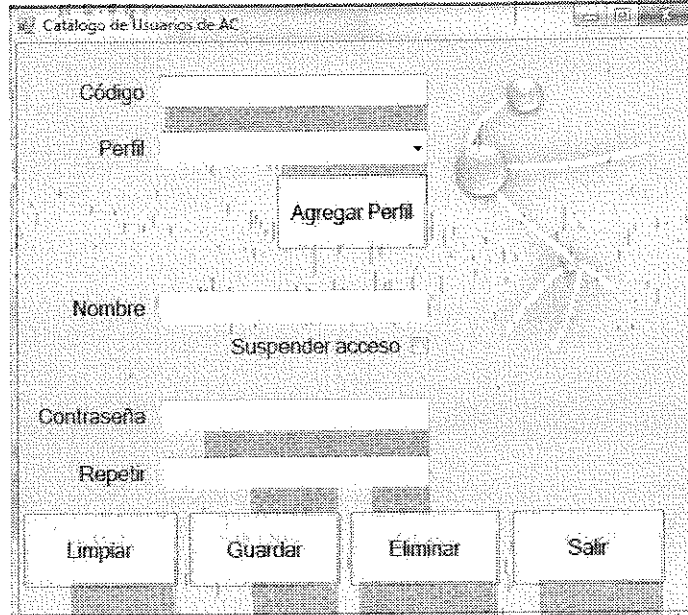 Catalogo de Usuarios de AC
Código
Perfil
Agregar Perfil
Nombre
Suspender acceso
Contraseña
Repetir
Limpiar Guardar Eliminar Salir